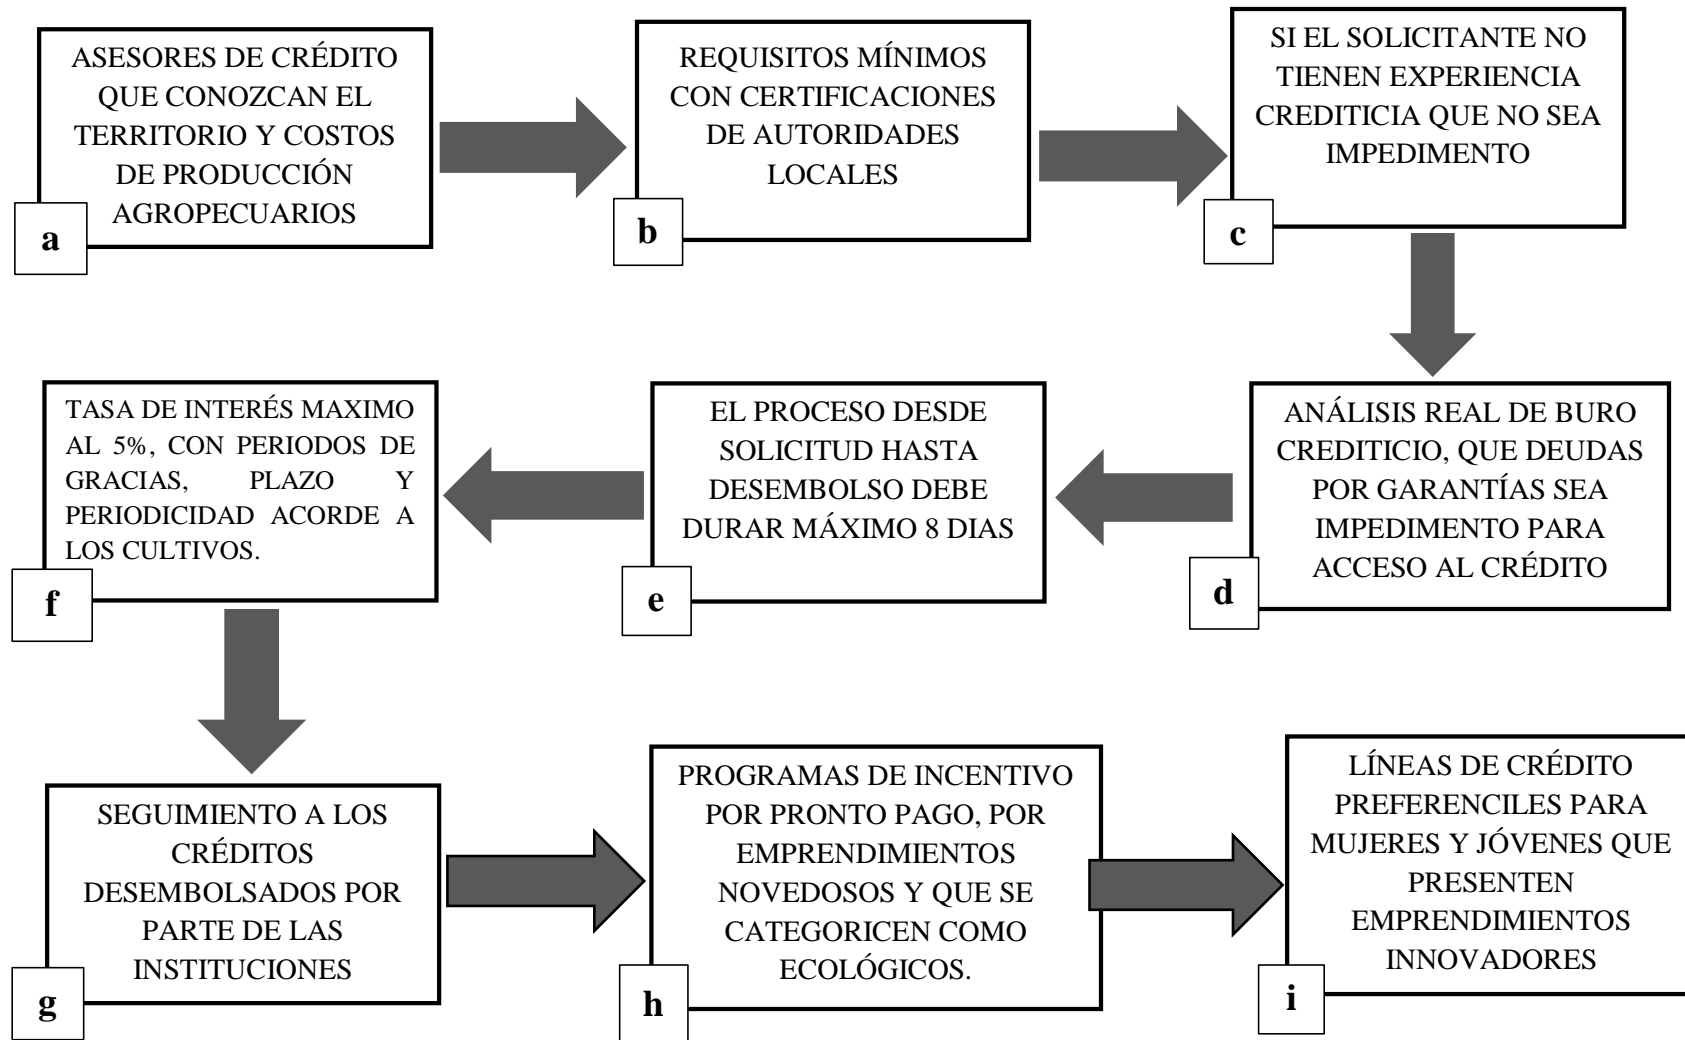 ASESORES DE CRÉDITO
QUE CONOZCAN EL
TERRITORIO Y COSTOS
DE PRODUCCIÓN
AGROPECUARIOS
a
REQUISITOS MÍNIMOS
CON CERTIFICACIONES
DE AUTORIDADES
LOCALES
b
SI EL SOLICITANTE NO
TIENEN EXPERIENCIA
CREDITICIA QUE NO SEA
IMPEDIMENTO
c
ANÁLISIS REAL DE BURO
CREDITICIO, QUE DEUDAS
POR GARANTÍAS SEA
IMPEDIMENTO PARA
ACCESO AL CRÉDITO
d
EL PROCESO DESDE
SOLICITUD HASTA
DESEMBOLSO DEBE
DURAR MÁXIMO 8 DIAS
e
TASA DE INTERÉS MAXIMO
AL 5%, CON PERIODOS DE
GRACIAS, PLAZO Y
PERIODICIDAD ACORDE A
LOS CULTIVOS.
f
SEGUIMIENTO A LOS
CRÉDITOS
DESEMBOLSADOS POR
PARTE DE LAS
INSTITUCIONES
g
PROGRAMAS DE INCENTIVO
POR PRONTO PAGO, POR
EMPRENDIMIENTOS
NOVEDOSOS Y QUE SE
CATEGORICEN COMO
ECOLÓGICOS.
h
LÍNEAS DE CRÉDITO
PREFERENCILES PARA
MUJERES Y JÓVENES QUE
PRESENTEN
EMPRENDIMIENTOS
INNOVADORES
i